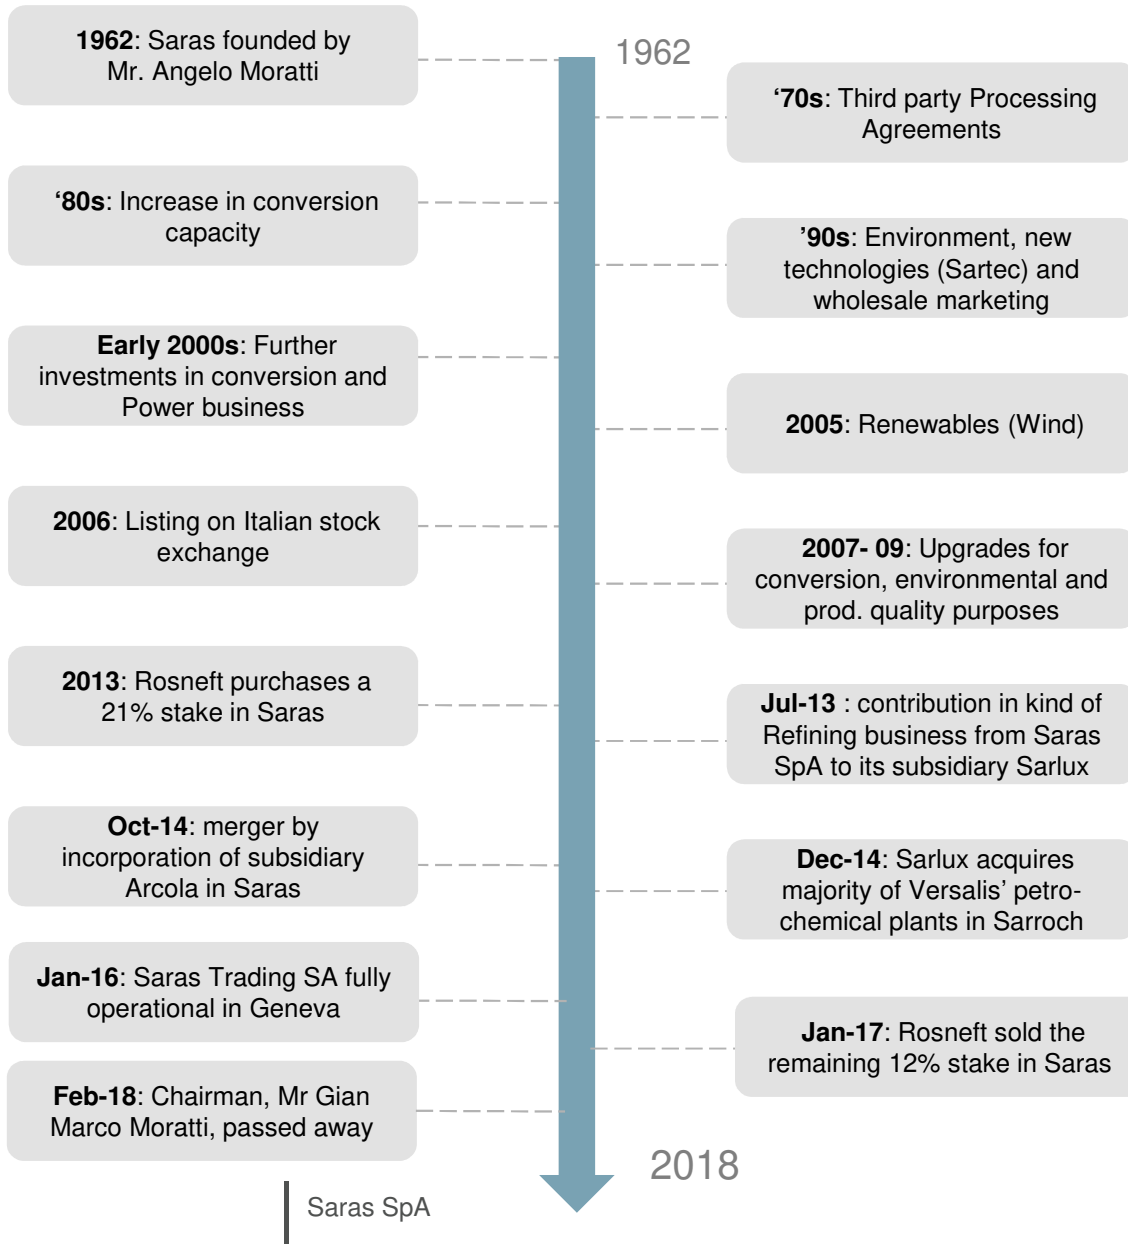 1962: Saras founded by
Mr. Angelo Moratti
1962
‘70s: Third party Processing
Agreements
‘80s: Increase in conversion
capacity
’90s: Environment, new
technologies (Sartec) and
wholesale marketing
Early 2000s: Further
investments in conversion and
Power business
2005: Renewables (Wind)
2006: Listing on Italian stock
exchange
2007- 09: Upgrades for
conversion, environmental and
prod. quality purposes
2013: Rosneft purchases a
21% stake in Saras
Jul-13 : contribution in kind of
Refining business from Saras
SpA to its subsidiary Sarlux
Oct-14: merger by
incorporation of subsidiary
Arcola in Saras
Dec-14: Sarlux acquires
majority of Versalis’ petro-
chemical plants in Sarroch
Jan-16: Saras Trading SA fully
operational in Geneva
Jan-17: Rosneft sold the
remaining 12% stake in Saras
Feb-18: Chairman, Mr Gian
Marco Moratti, passed away
2018
Saras SpA